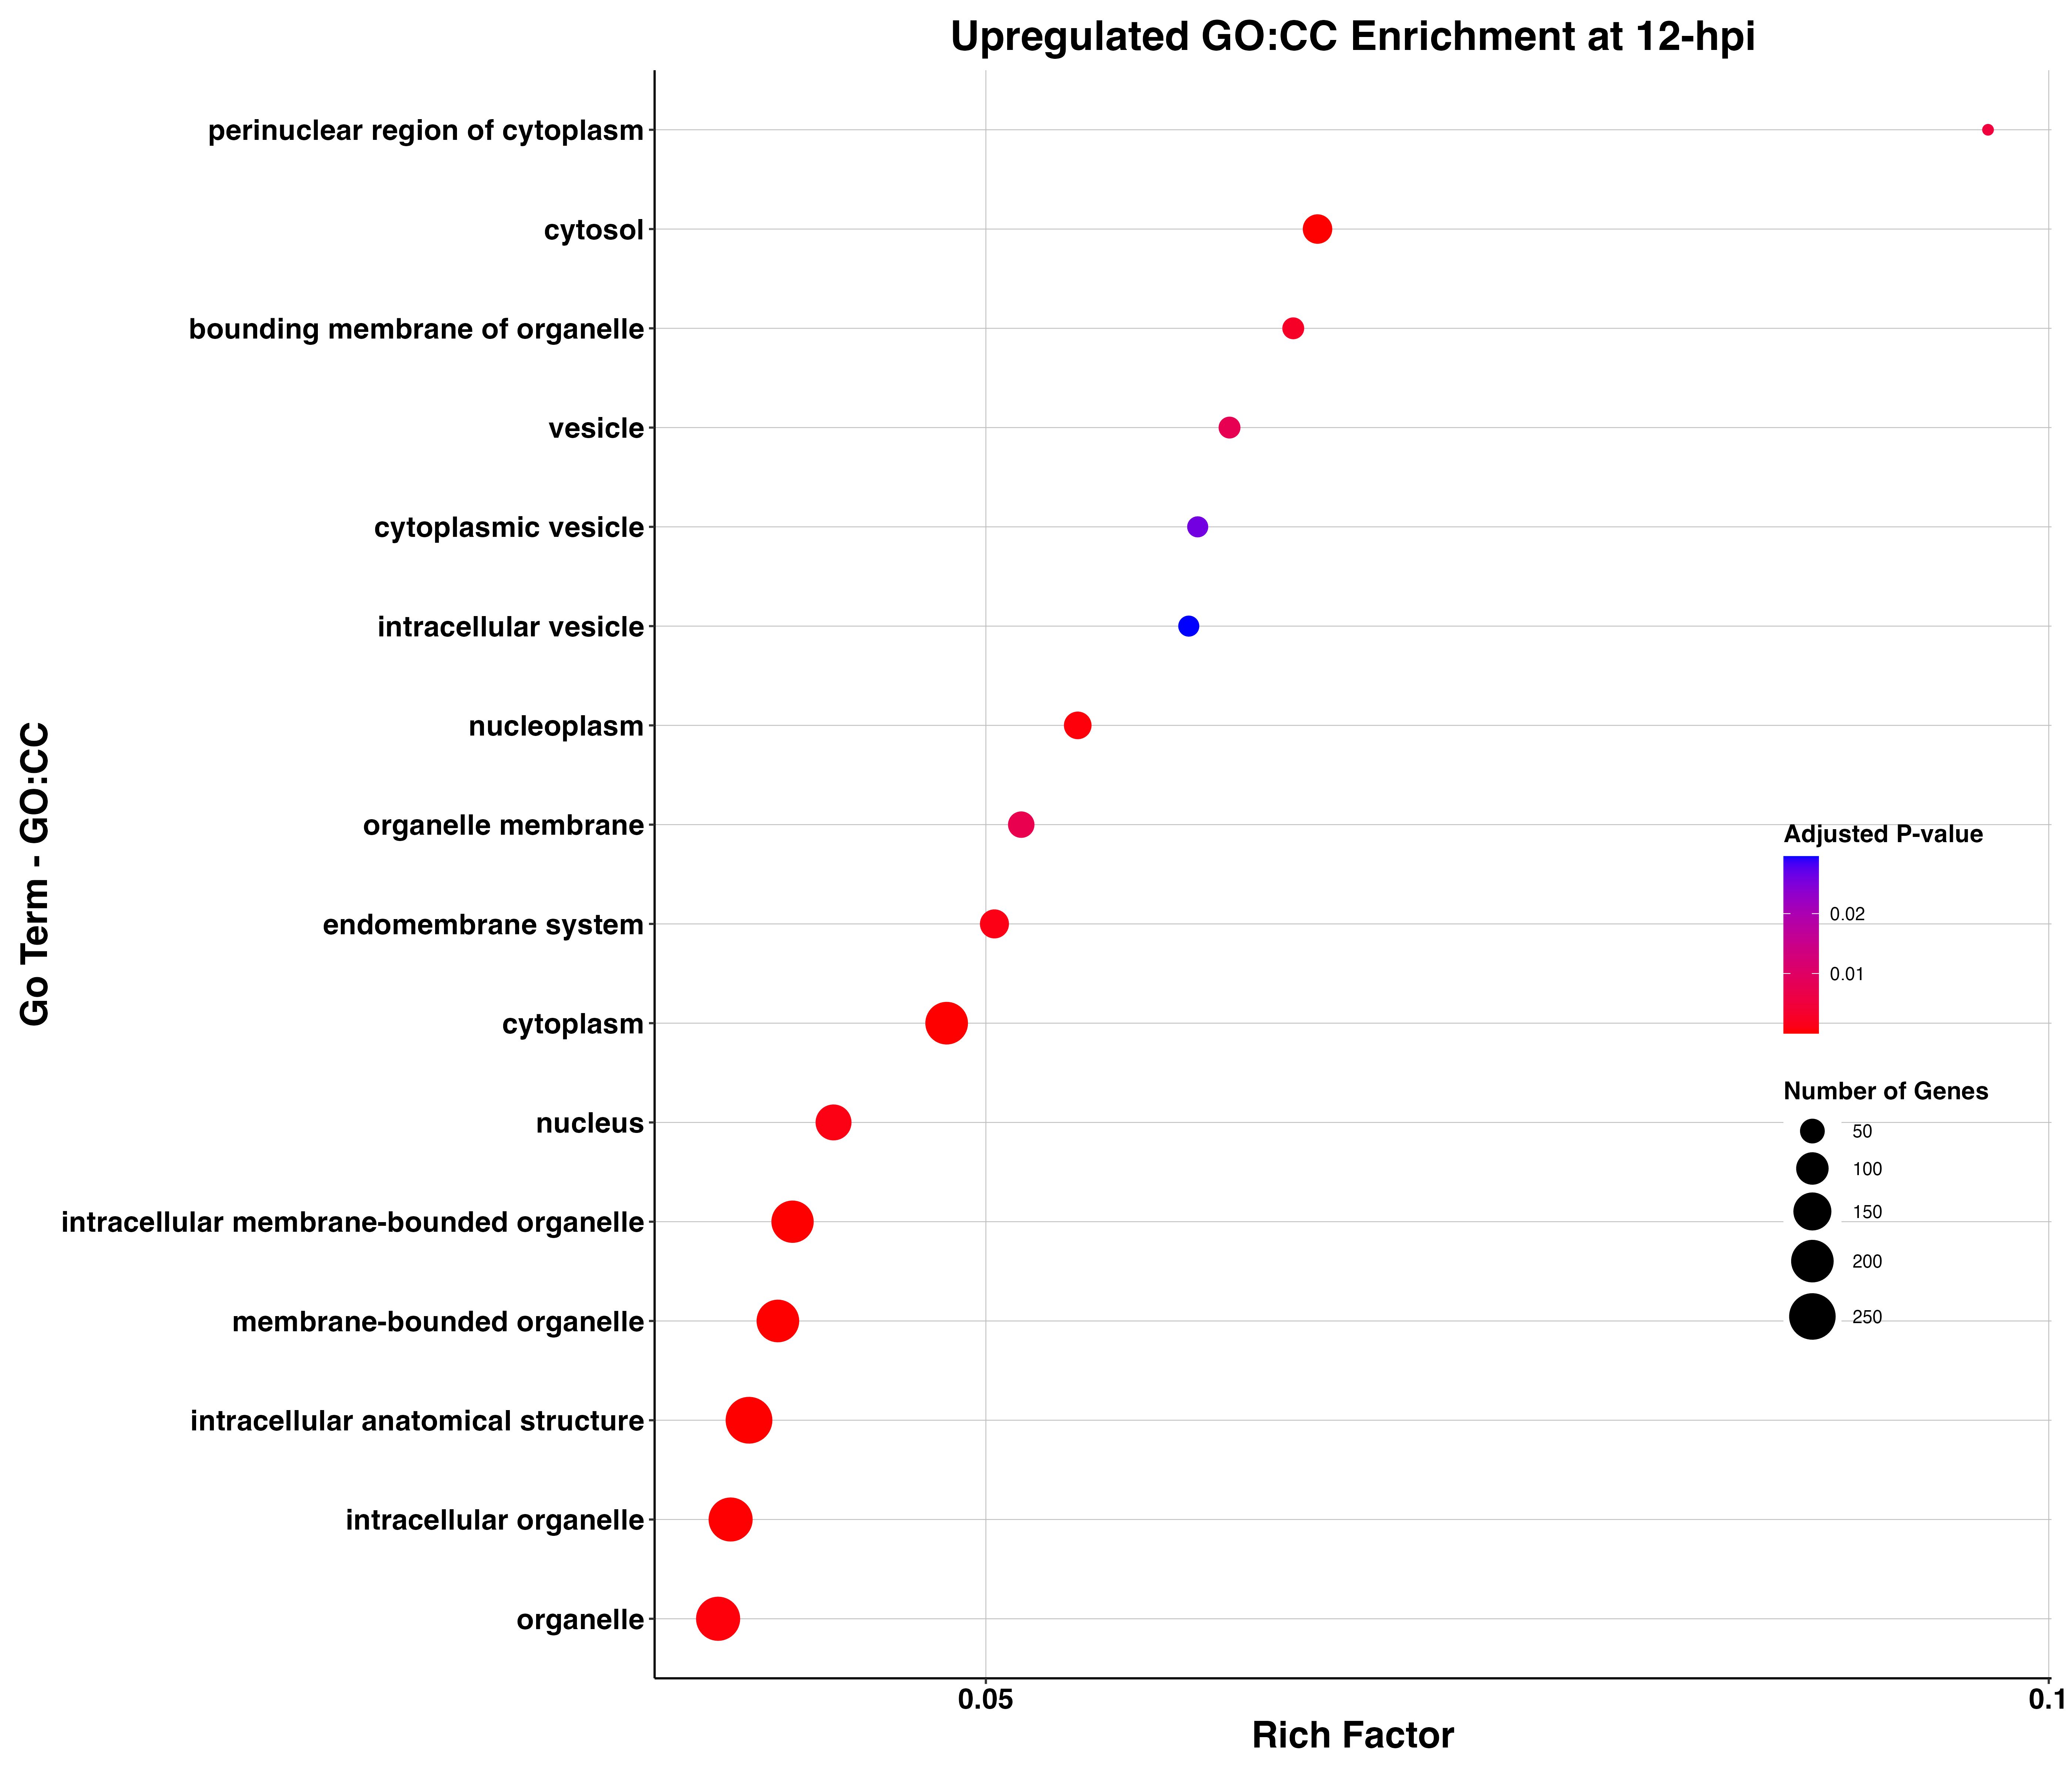 Upregulated GO:CC Enrichment at 12-hpi
Go Term - GO:CC
perinuclear region of cytoplasm
cytosol
bounding membrane of organelle
vesicle
cytoplasmic vesicle
intracellular vesicle
nucleoplasm
organelle membrane
endomembrane system
cytoplasm
nucleus
intracellular membrane-bounded organelle
membrane-bounded organelle
intracellular anatomical structure
intracellular organelle
organelle
Adjusted P-value
0.02
0.01
Number of Genes
50
100
150
200
250
0.05
0.1
Rich Factor